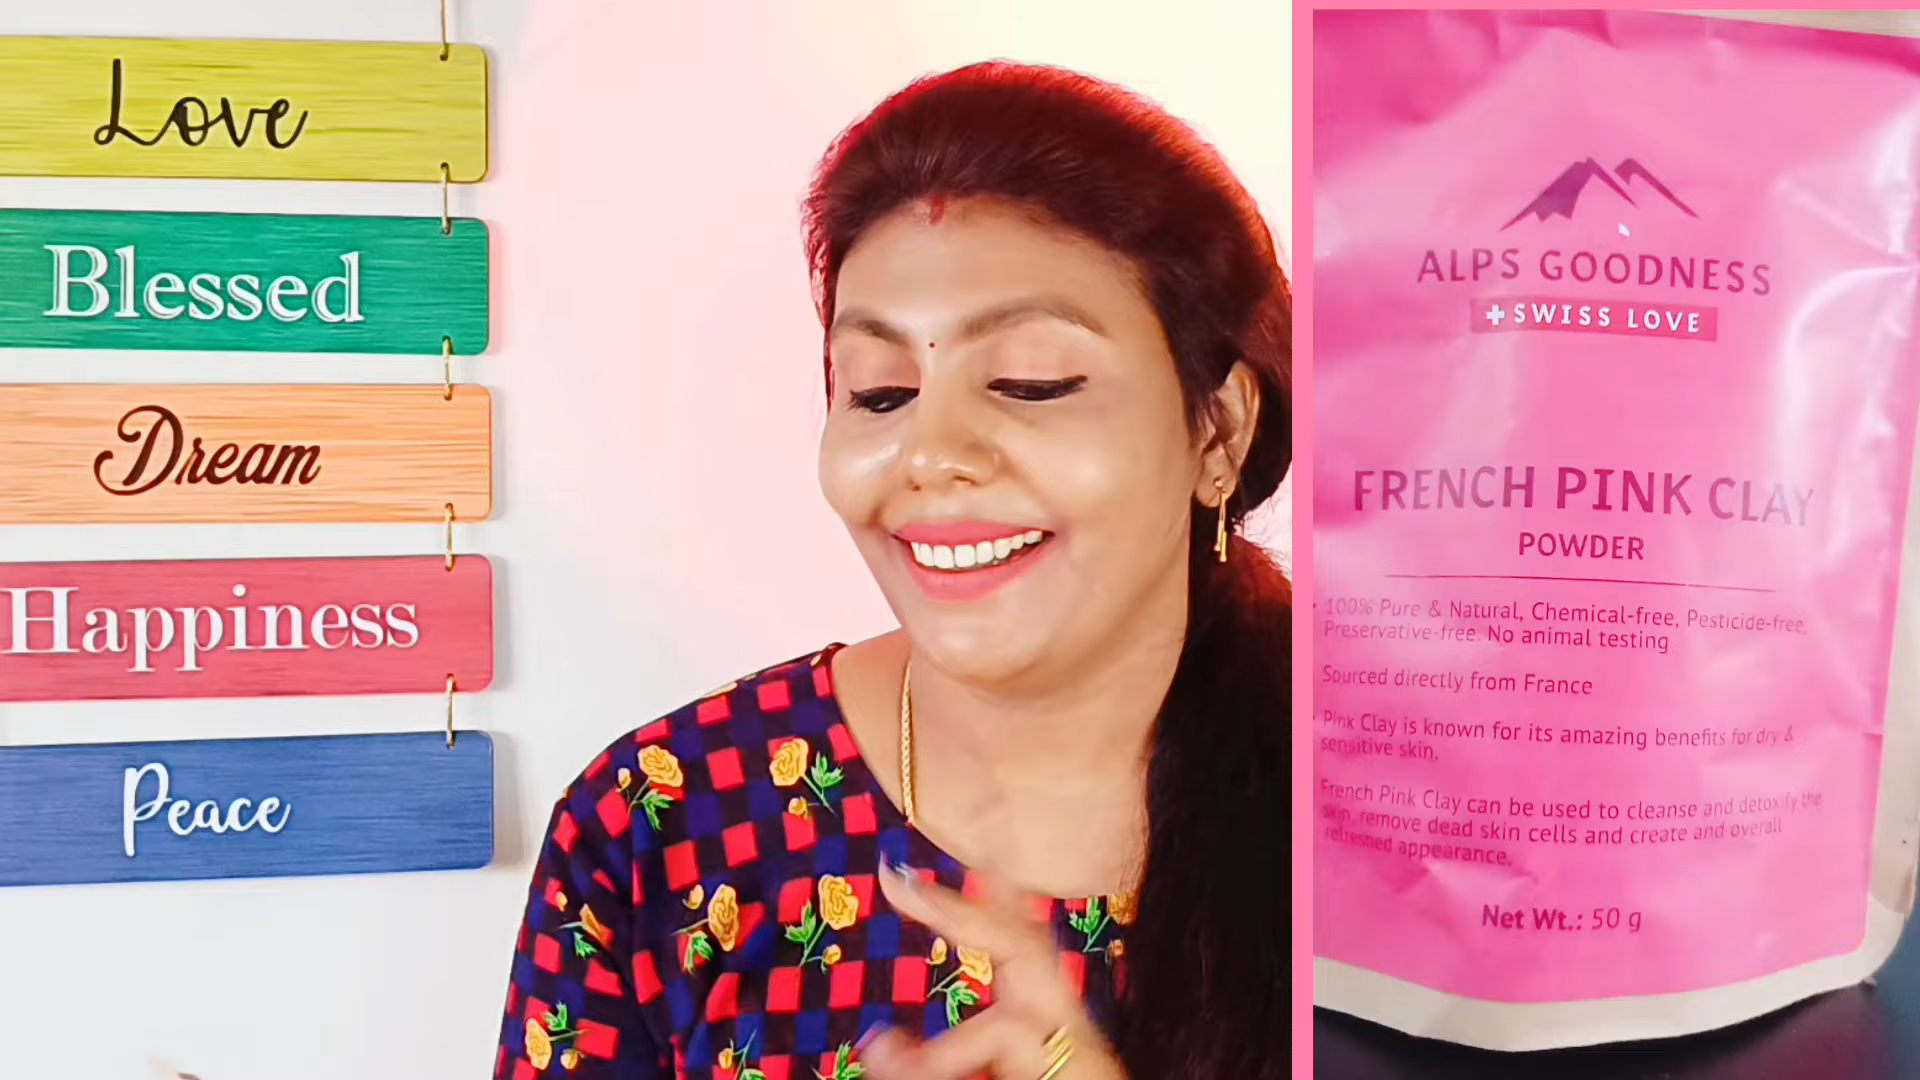 Love
Blessed
Dream
Happiness
Peace
ALPS GOODNESS
+ SWISS LOVE
FRENCH PINK CLAY
POWDER
100% Pure & Natural, Chemical-free, Pesticide-free,
Preservative-free. No animal testing
Sourced directly from France
Pink Clay is known for its amazing benefits for dry &
sensitive skin.
French Pink Clay can be used to cleanse and detoxify the
skin, remove dead skin cells and create and overall
refreshed appearance.
Net Wt.: 50 g